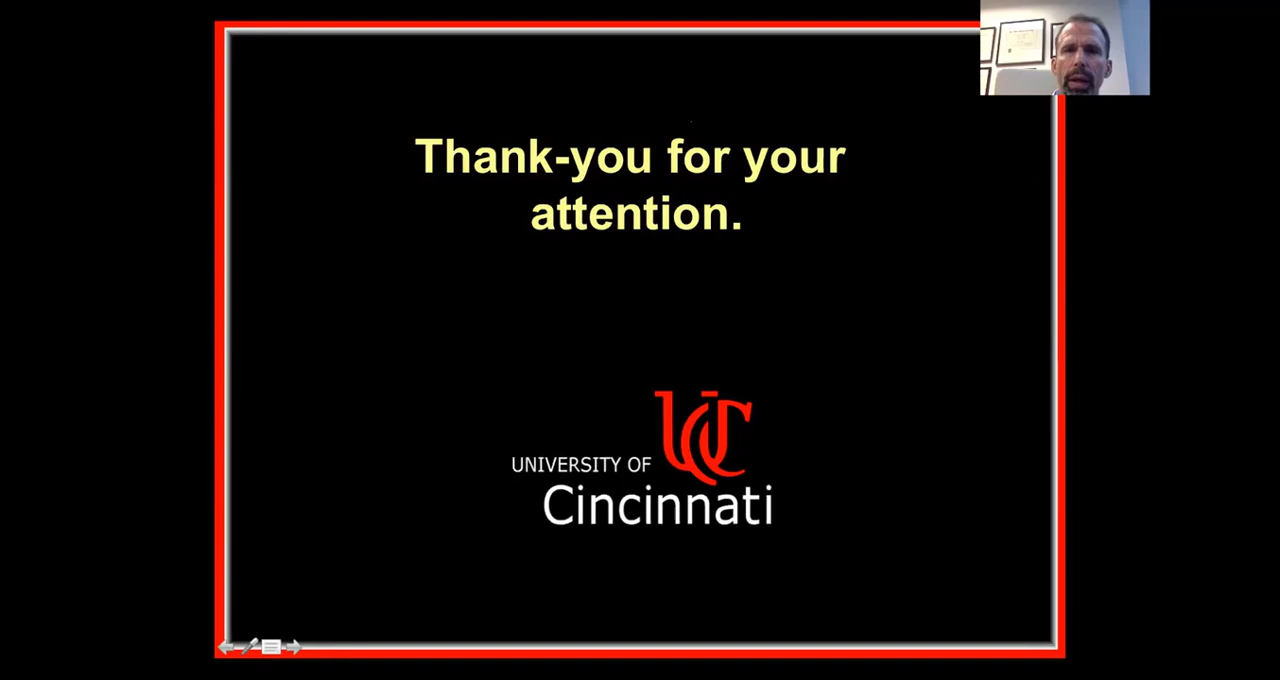 Thank-you for your
attention.
UC
UNIVERSITY OF
Cincinnati